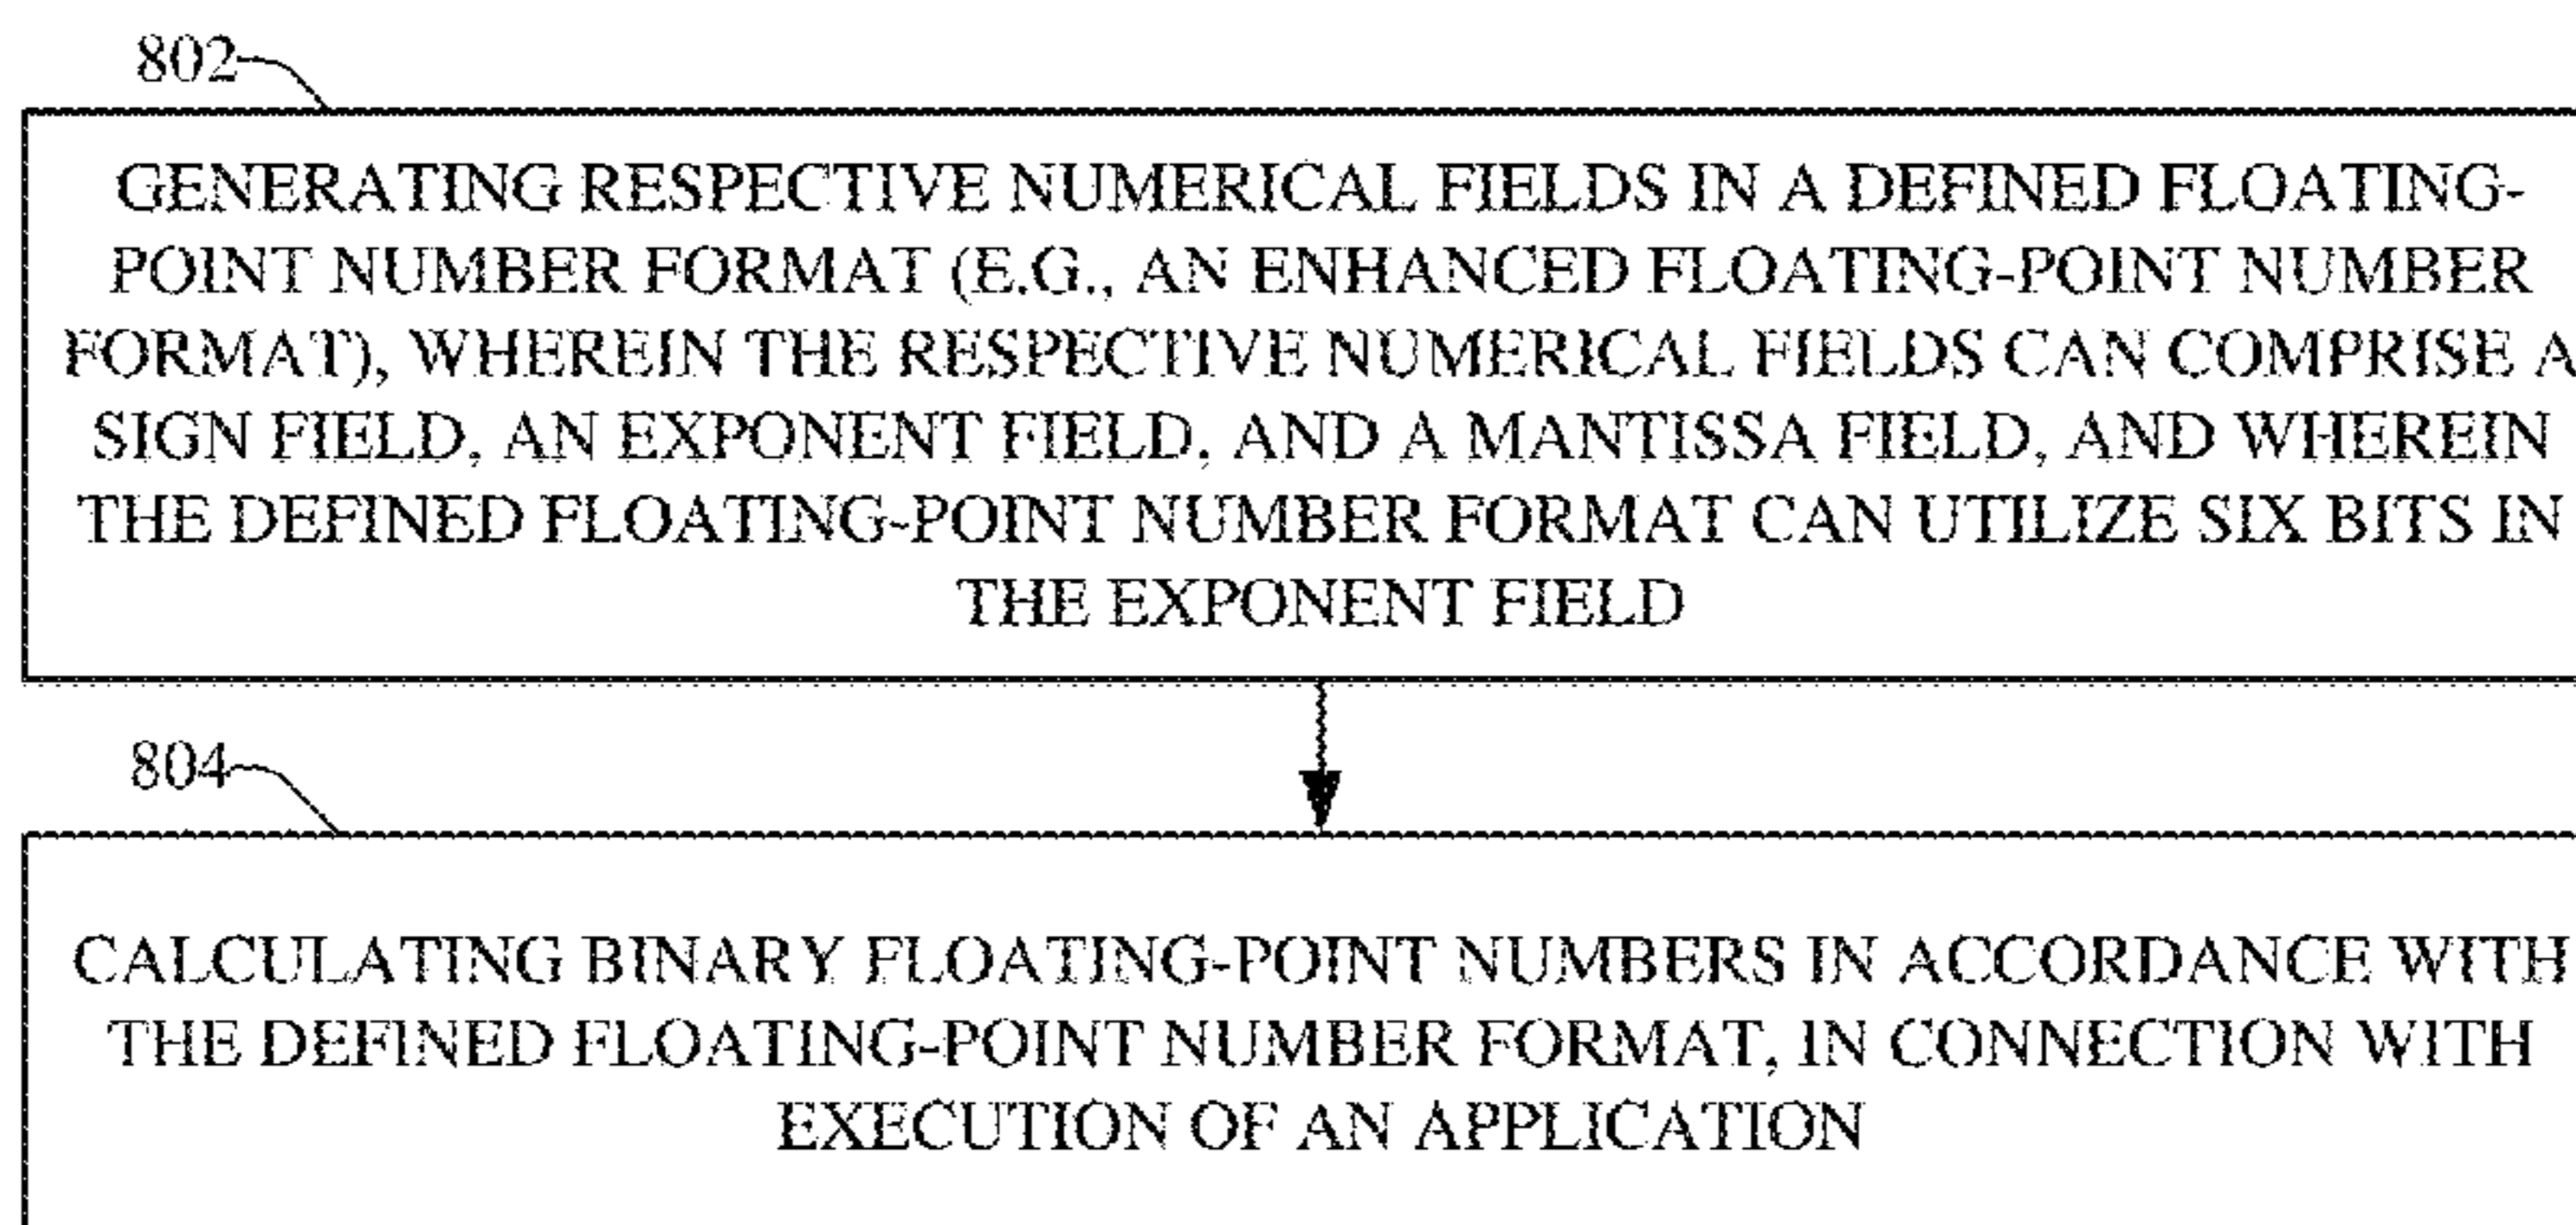 802
GENERATING RESPECTIVE NUMERICAL FIELDS IN A DEFINED FLOATING-
POINT NUMBER FORMAT (E.G., AN ENHANCED FLOATING-POINT NUMBER
FORMAT), WHEREIN THE RESPECTIVE NUMERICAL FIELDS CAN COMPRISE A
SIGN FIELD, AN EXPONENT FIELD, AND A MANTISSA FIELD, AND WHEREIN
THE DEFINED FLOATING-POINT NUMBER FORMAT CAN UTILIZE SIX BITS IN
THE EXPONENT FIELD
804
CALCULATING BINARY FLOATING-POINT NUMBERS IN ACCORDANCE WITH
THE DEFINED FLOATING-POINT NUMBER FORMAT, IN CONNECTION WITH
EXECUTION OF AN APPLICATION